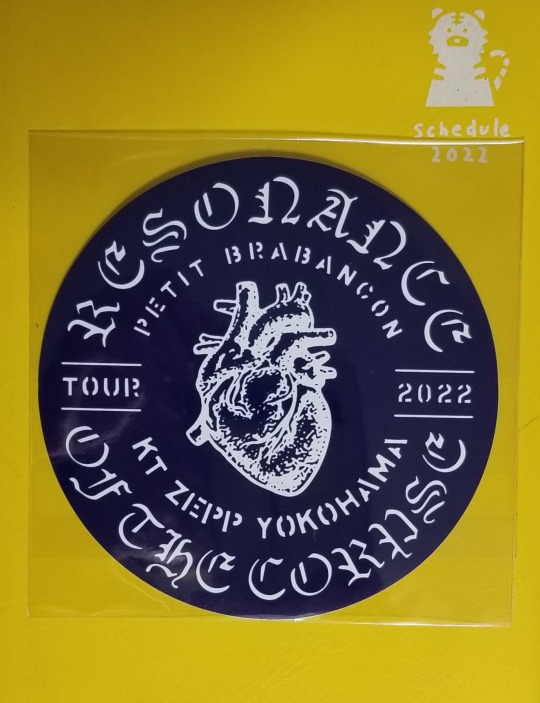 schedule
2022
RESONANCE
PETIT BRABANCON
TOUR
2022
KT ZEPP YOKOHAMA
OF THE CORPSE